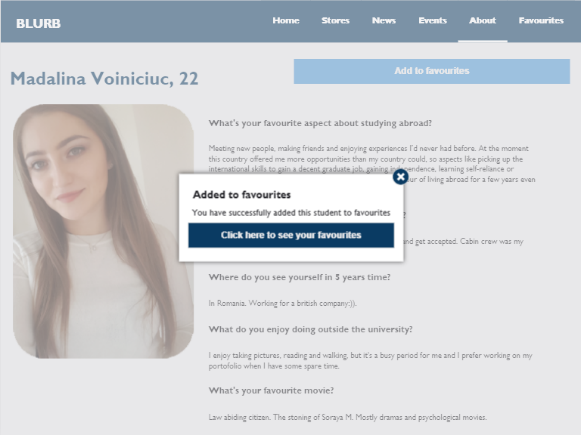 BLURB
Home Stores News Events About Favourites
Madalina Voiniciuc, 22
Add to favourites
What's your favourite aspect about studying abroad?
Meeting new people, making friends and enjoying experiences I'd never had before. At the moment
this country offered me more opportunities than my country could, so aspects like picking up the
international skills to gain a decent graduate job, gaining independence, learning self-reliance or
our of living abroad for a few years even
Added to favourites
You have successfully added this student to favourites
Click here to see your favourites
and get accepted. Cabin crew was my
Where do you see yourself in 5 years time?
In Romania. Working for a british company:)).
What do you enjoy doing outside the university?
I enjoy taking pictures, reading and walking, but it's a busy period for me and I prefer working on my
portofolio when I have some spare time.
What's your favourite movie?
Law abiding citizen. The stoning of Soraya M. Mostly dramas and psychological movies.